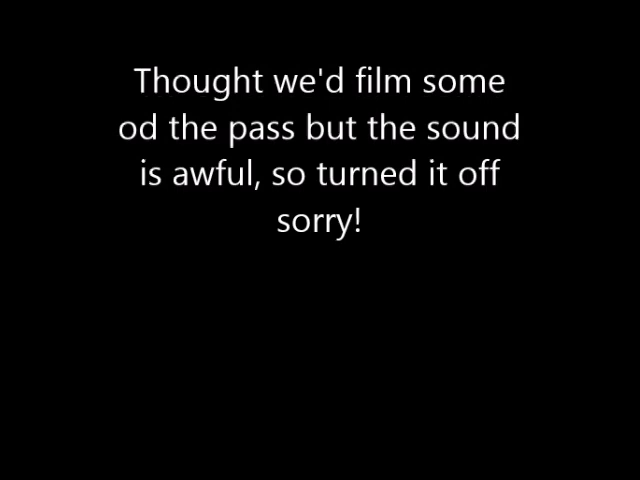 Thought we'd film some
od the pass but the sound
is awful, so turned it off
sorry!